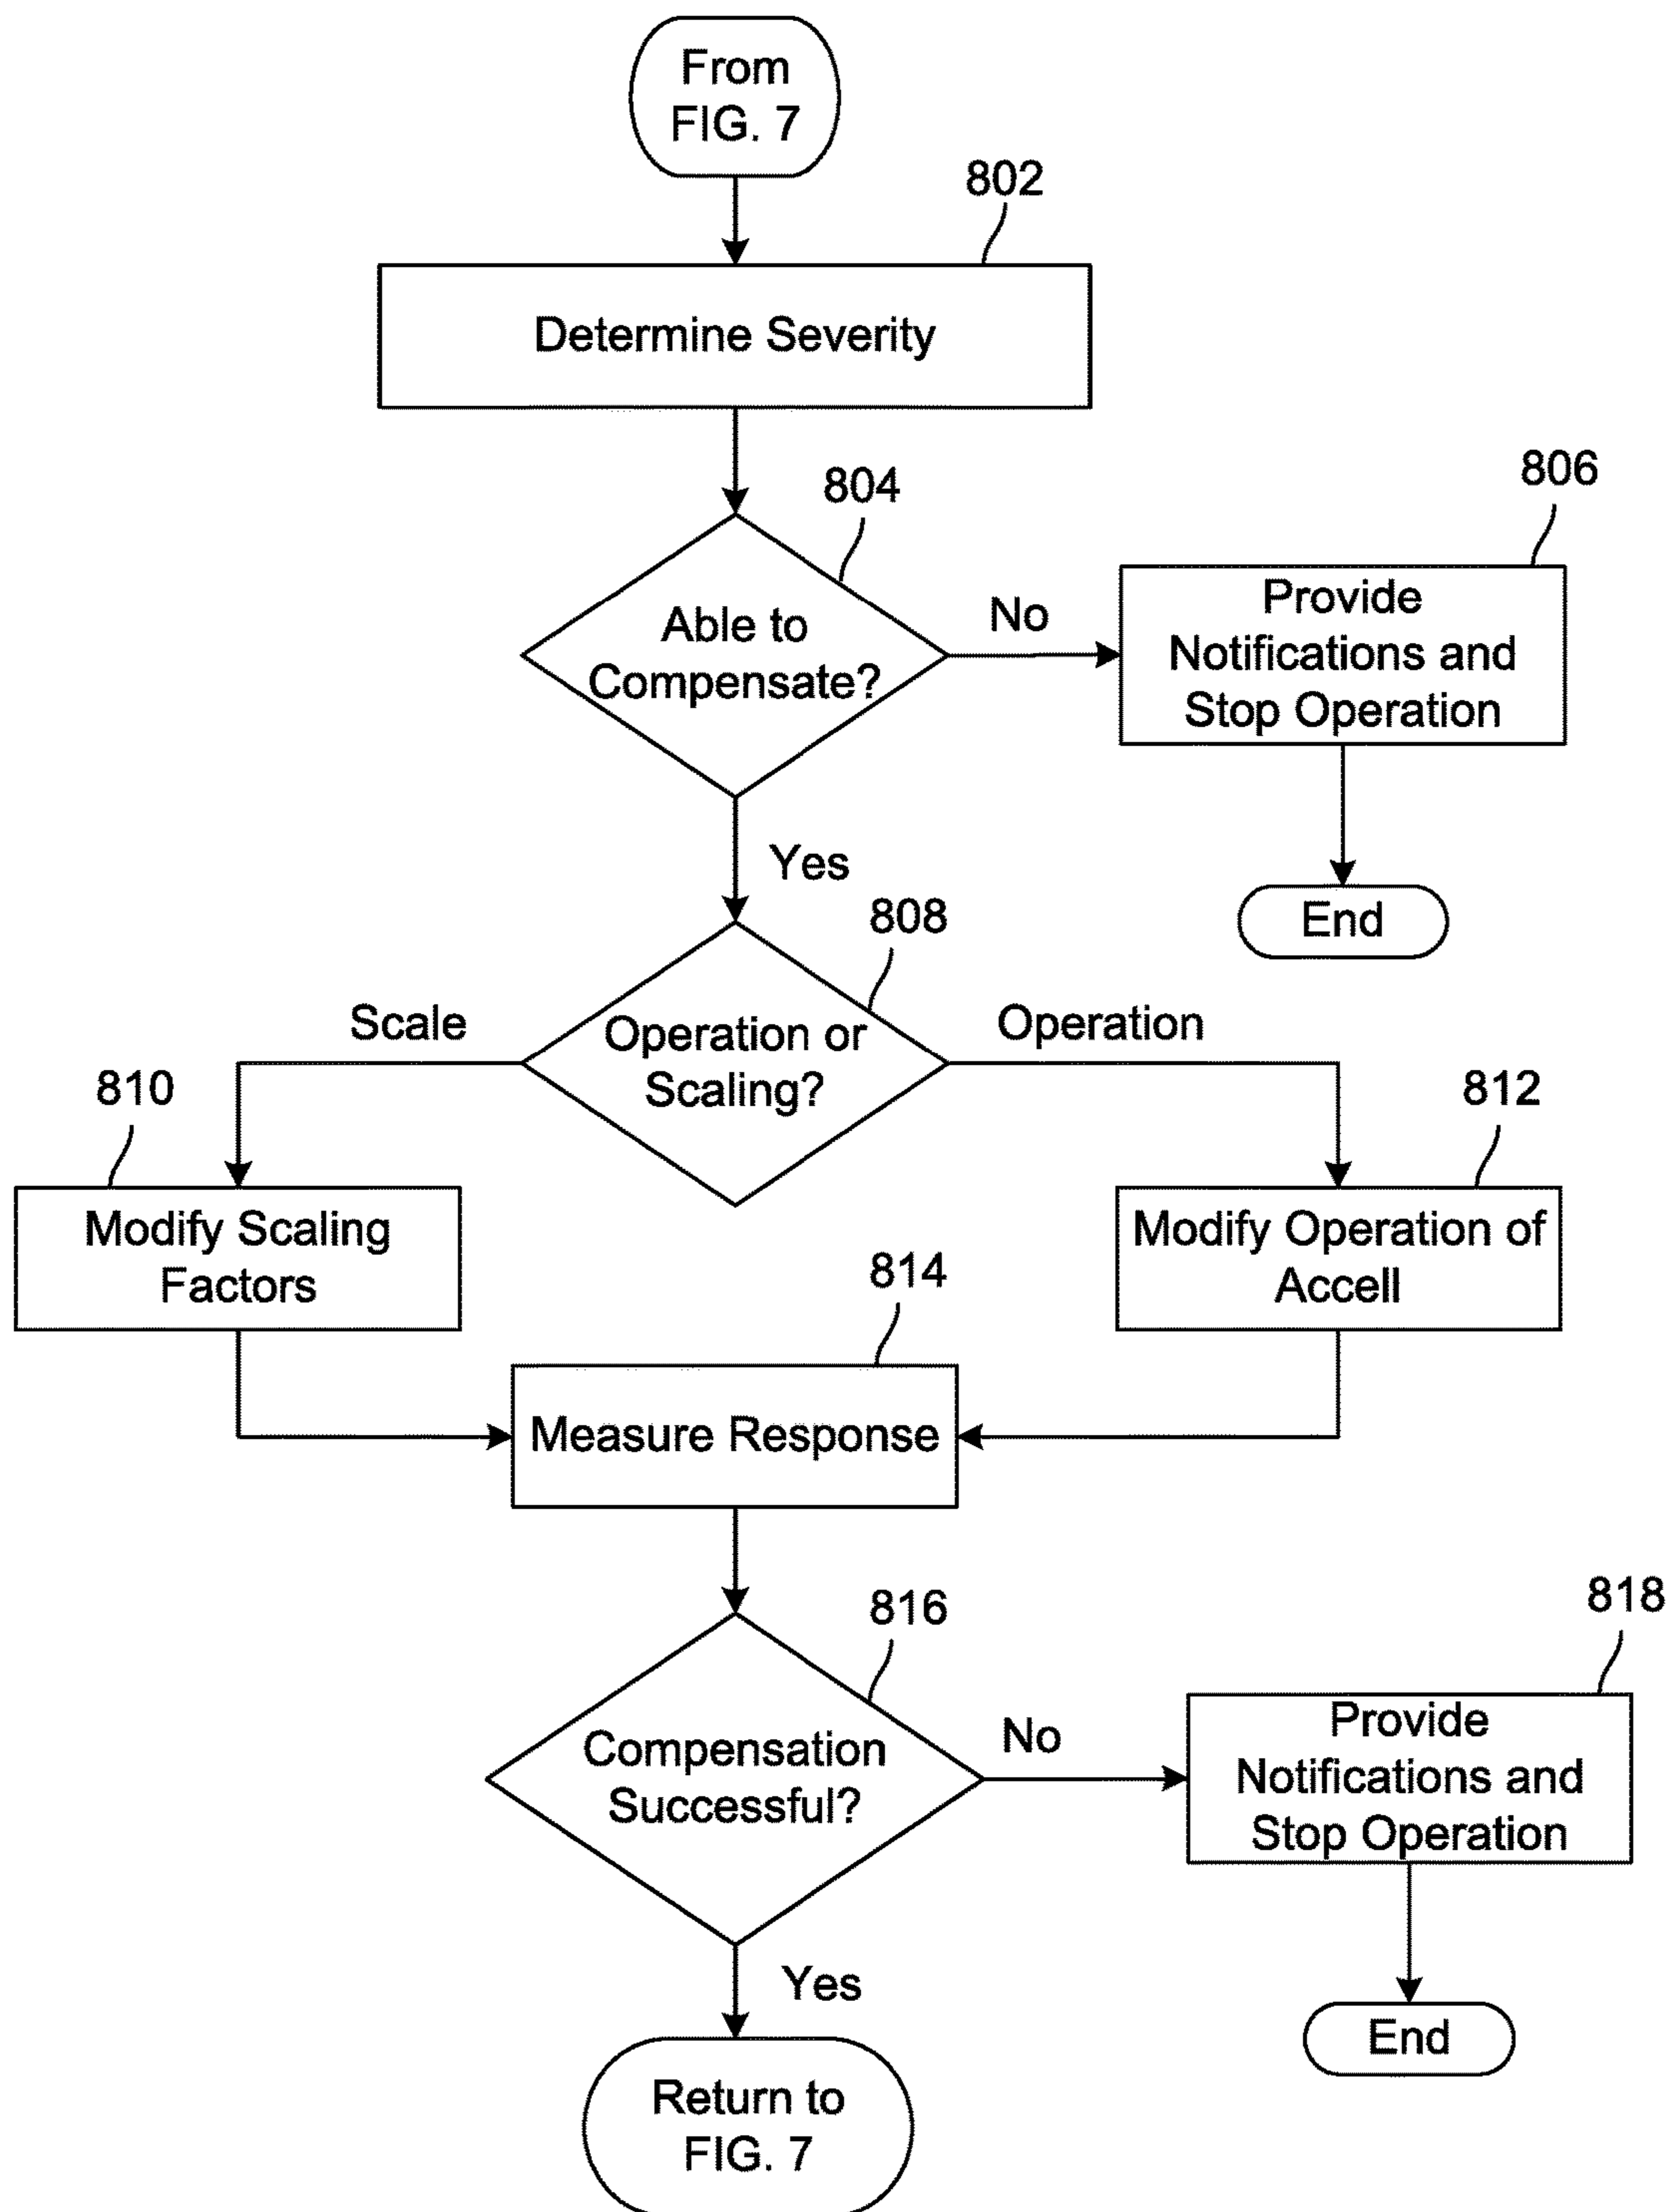 From
FIG. 7
802
Determine Severity
804
Able to
Compensate?
No
806
Provide
Notifications and
Stop Operation
End
Yes
808
Operation or
Scaling?
Scale
Operation
810
Modify Scaling
Factors
812
Modify Operation of
Accell
814
Measure Response
816
Compensation
Successful?
No
818
Provide
Notifications and
Stop Operation
End
Yes
Return to
FIG. 7